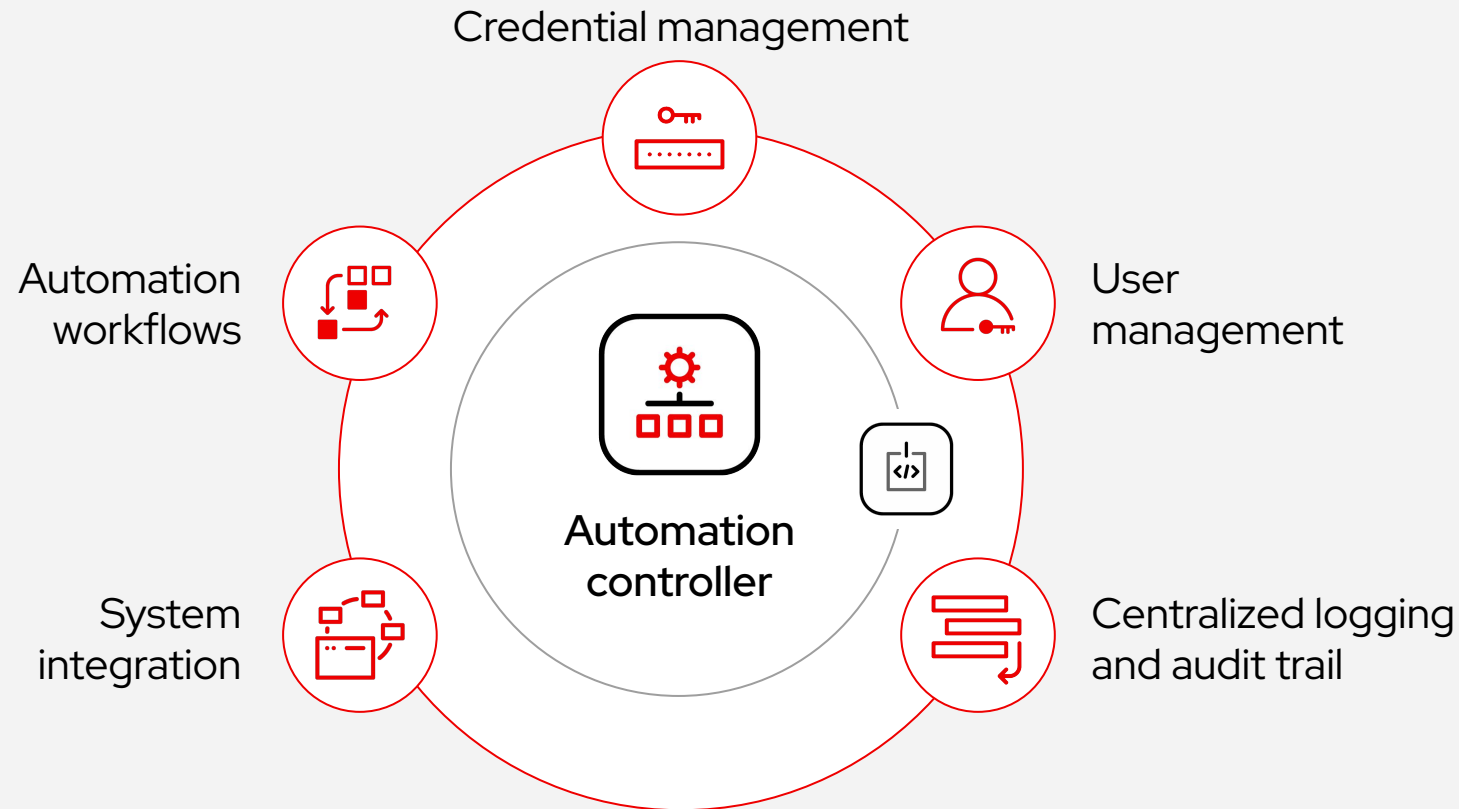 Credential management
Automation
workflows
User
management
Automation
controller
</>
System
integration
Centralized logging
and audit trail